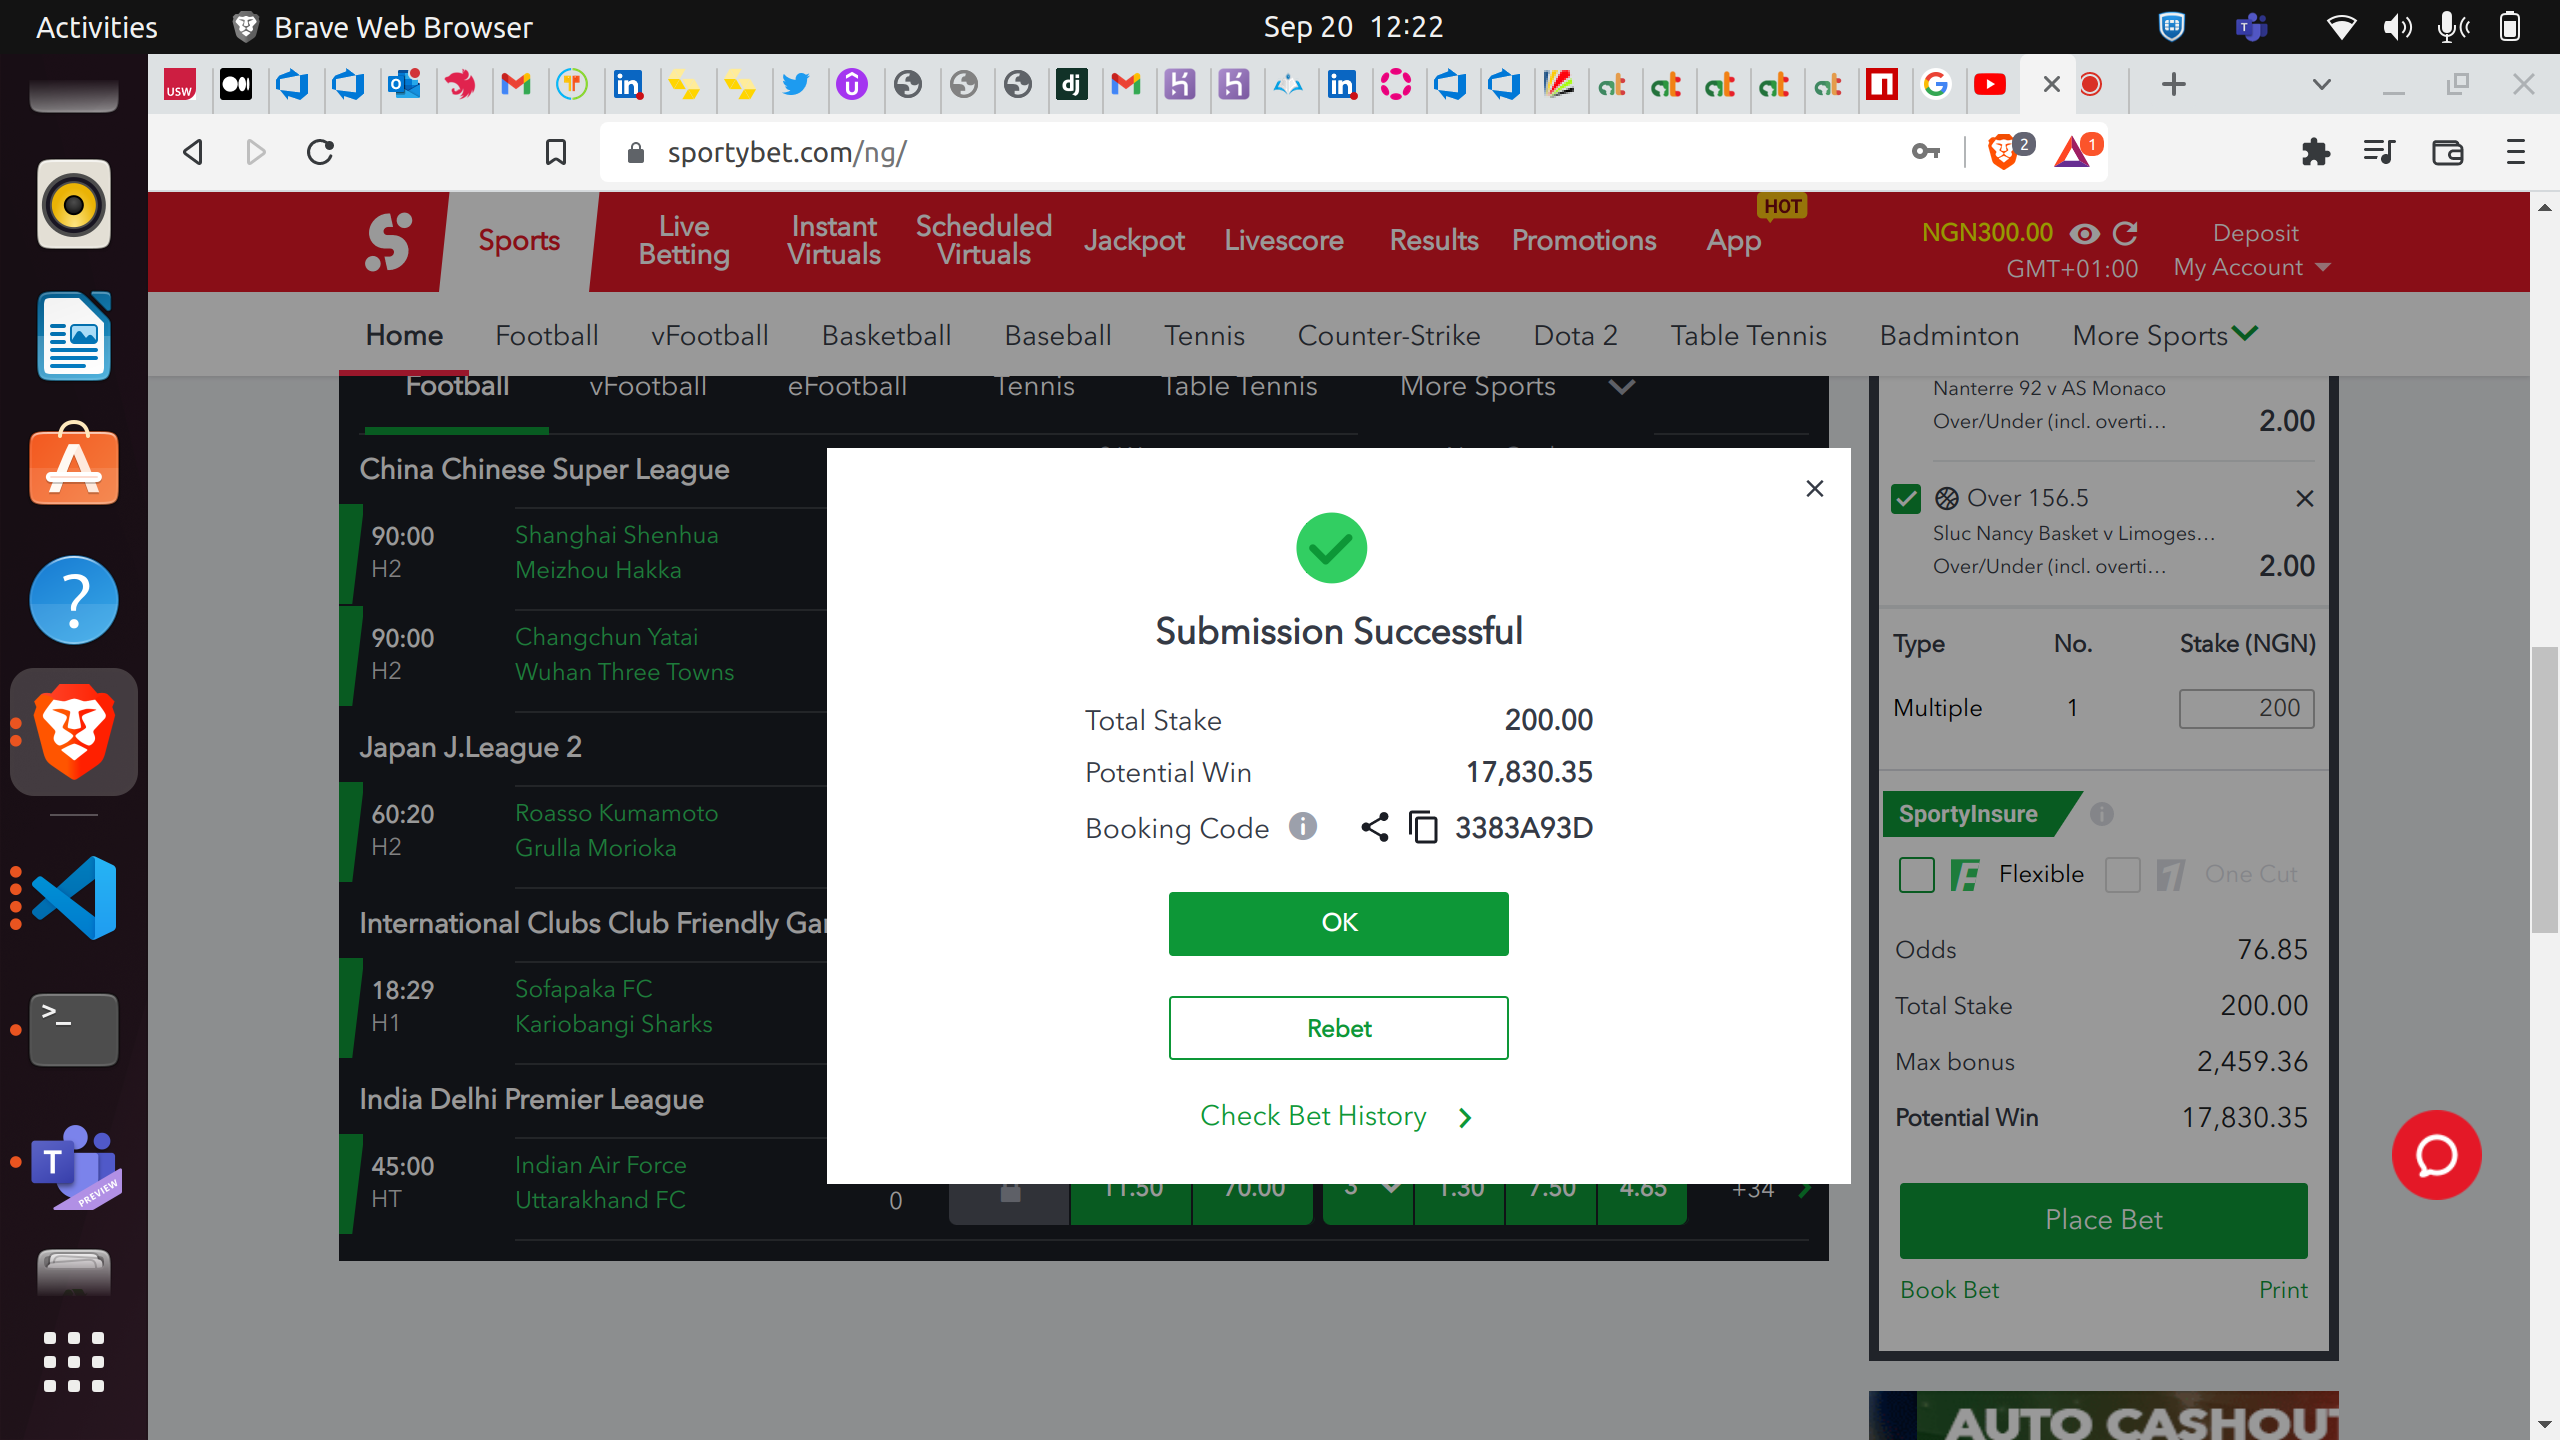 Activities
Brave Web Browser
Sep 20 12:22
USW
dj
sportybet.com/ng/
2
1
Sports
Live Betting
Instant Virtuals
Scheduled Virtuals
Jackpot
Livescore
Results
Promotions
App
HOT
NGN300.00
GMT+01:00
Deposit
My Account
Home
Football
vFootball
Basketball
Baseball
Tennis
Counter-Strike
Dota 2
Table Tennis
Badminton
More Sports
Football
vFootball
eFootball
Tennis
Table Tennis
More Sports
China Chinese Super League
90:00
H2
Shanghai Shenhua
Meizhou Hakka
90:00
H2
Changchun Yatai
Wuhan Three Towns
Japan J.League 2
60:20
H2
Roasso Kumamoto
Grulla Morioka
International Clubs Club Friendly Ga
18:29
H1
Sofapaka FC
Kariobangi Sharks
India Delhi Premier League
45:00
HT
Indian Air Force
Uttarakhand FC
0
11.50
70.00
3
1.30
7.50
4.65
+34
Submission Successful
Total Stake 200.00
Potential Win 17,830.35
Booking Code 3383A93D
OK
Rebet
Check Bet History
Nanterre 92 v AS Monaco
Over/Under (incl. overti... 2.00
Over 156.5
Sluc Nancy Basket v Limoges...
Over/Under (incl. overti... 2.00
Type No. Stake (NGN)
Multiple 1 200
SportyInsure
Flexible
One Cut
Odds 76.85
Total Stake 200.00
Max bonus 2,459.36
Potential Win 17,830.35
Place Bet
Book Bet
Print
AUTO CASHOUT
PREVIEW